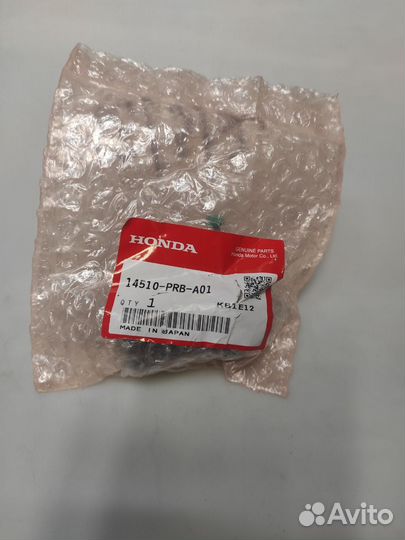 HONDA
GENUINE PARTS
Honda Motor Co., Ltd.
14510-PRB-A01
QTY 1 KB1E12
MADE IN JAPAN
Avito